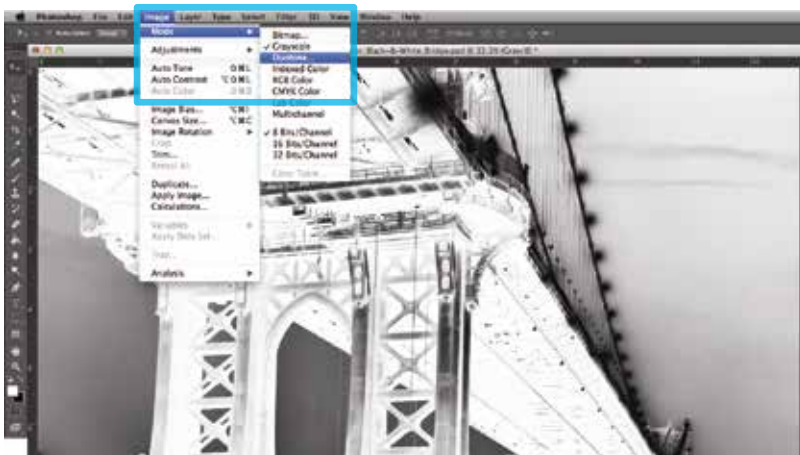 Photoshop File Edit Image Layer Type Select Filter 3D View Window Help
Mode
Adjustments
Auto Tone ⇧⌘L
Auto Contrast ⌥⇧⌘L
Auto Color ⇧⌘B
Image Size... ⌥⌘I
Canvas Size... ⌥⌘C
Image Rotation
Crop
Trim...
Reveal All
Duplicate...
Apply Image...
Calculations...
Variables
Apply Data Set...
Trap...
Analysis
Bitmap...
✓ Grayscale
Duotone...
Indexed Color
RGB Color
CMYK Color
Lab Color
Multichannel
✓ 8 Bits/Channel
16 Bits/Channel
32 Bits/Channel
Color Table...